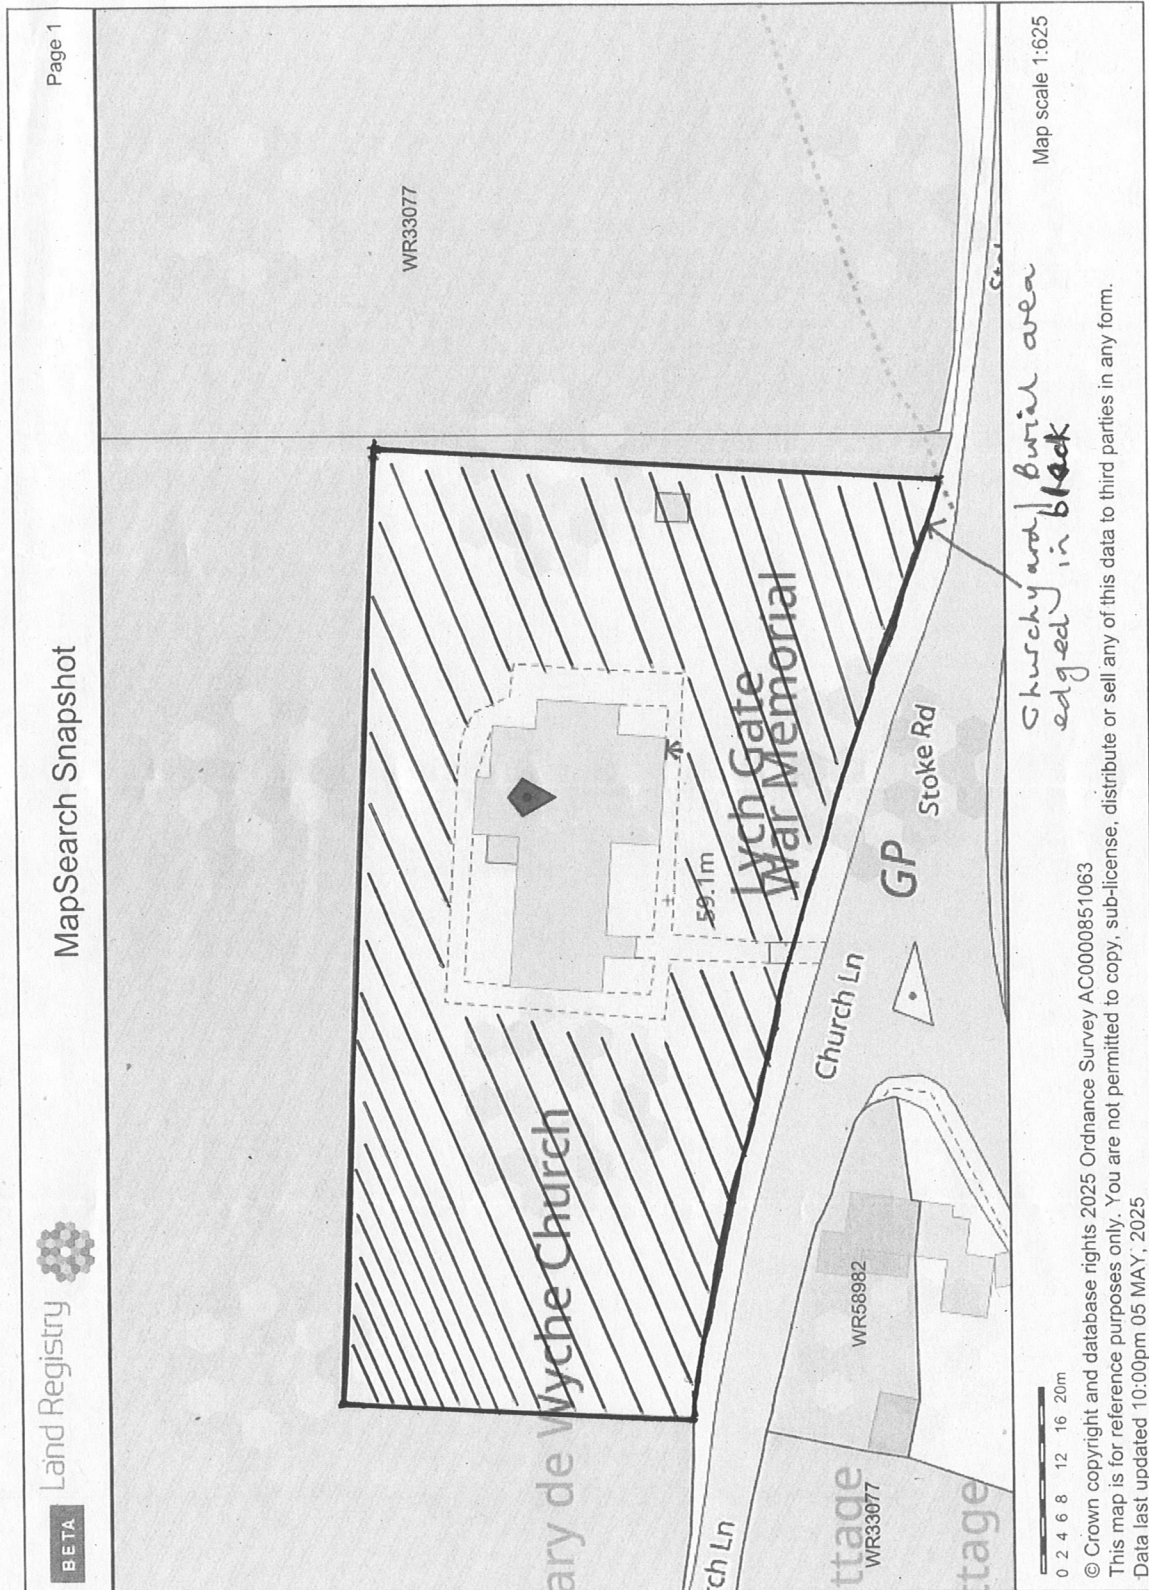 BETA Land Registry
MapSearch Snapshot
Page 1
WR33077
ary de Wyche Church
Lych Gate
War Memorial
59.1m
Church Ln
GP
Stoke Rd
rch Ln
WR58982
ttage
WR33077
tage
Churchyard/Burial area
edged in black
0 2 4 6 8 12 16 20m
Map scale 1:625
© Crown copyright and database rights 2025 Ordnance Survey AC0000851063
This map is for reference purposes only. You are not permitted to copy, sub-license, distribute or sell any of this data to third parties in any form.
Data last updated 10:00pm 05 MAY, 2025